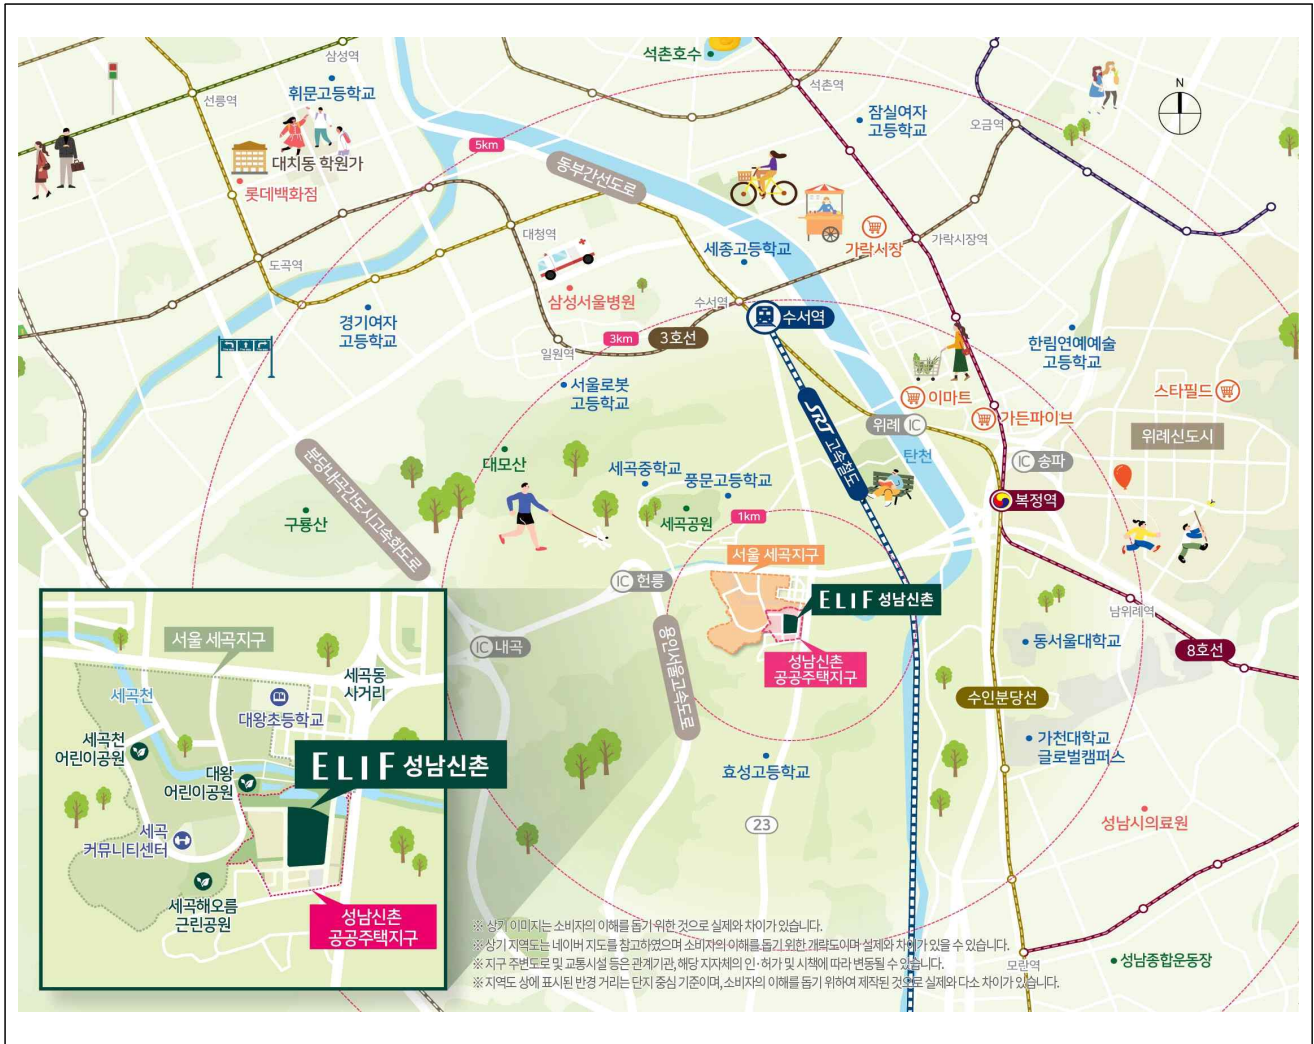 석촌호수
삼성역
휘문고등학교
선릉역
석촌역
잠실여자
고등학교
오금역
N
대치동 학원가
롯데백화점
5km
동부간선도로
대청역
도곡역
세종고등학교
가락시장
가락시장역
삼성서울병원
수서역
수서역
경기여자
고등학교
3km
3호선
일원역
한림연예예술
고등학교
서울로봇
고등학교
이마트
가든파이브
스타필드
위례신도시
위례 IC
SRT 고속철도
탄천
IC 송파
분당내곡간도시고속화도로
대모산
세곡중학교
풍문고등학교
구룡산
세곡공원
1km
복정역
서울 세곡지구
IC 헌릉
ELIF 성남신촌
남위례역
용인서울고속도로
성남신촌
공공주택지구
동서울대학교
8호선
IC 내곡
수인분당선
가천대학교
글로벌캠퍼스
효성고등학교
23
성남시의료원
모란역
성남종합운동장
서울 세곡지구
세곡동
사거리
세곡천
대왕초등학교
세곡천
어린이공원
ELIF 성남신촌
대왕
어린이공원
세곡
커뮤니티센터
세곡해오름
근린공원
성남신촌
공공주택지구
※ 상기 이미지는 소비자의 이해를 돕기 위한 것으로 실제와 차이가 있습니다.
※ 상기 지역도는 네이버 지도를 참고하였으며 소비자의 이해를 돕기 위한 개략도이며 실제와 차이가 있을 수 있습니다.
※ 지구 주변도로 및 교통시설 등은 관계기관, 해당 지자체의 인·허가 및 시책에 따라 변동될 수 있습니다.
※ 지역도 상에 표시된 반경 거리는 단지 중심 기준이며, 소비자의 이해를 돕기 위하여 제작된 것으로 실제와 다소 차이가 있습니다.